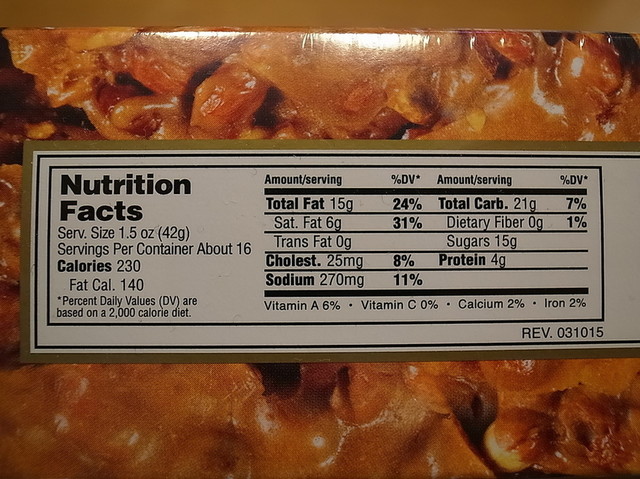 Nutrition
Facts
Serv. Size 1.5 oz (42g)
Servings Per Container About 16
Calories 230
Fat Cal. 140
*Percent Daily Values (DV) are
based on a 2,000 calorie diet.
Amount/serving %DV* Amount/serving %DV*
Total Fat 15g 24% Total Carb. 21g 7%
Sat. Fat 6g 31% Dietary Fiber 0g 1%
Trans Fat 0g Sugars 15g
Cholest. 25mg 8% Protein 4g
Sodium 270mg 11%
Vitamin A 6% • Vitamin C 0% • Calcium 2% • Iron 2%
REV. 031015